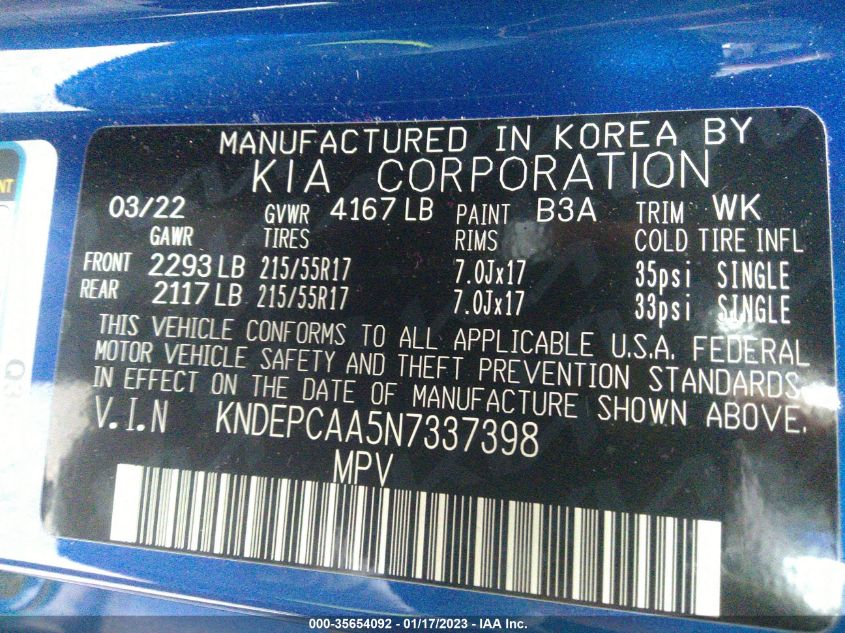 MANUFACTURED IN KOREA BY
KIA CORPORATION
03/22 GVWR 4167 LB PAINT B3A TRIM WK
GAWR TIRES RIMS COLD TIRE INFL
FRONT 2293 LB 215/55R17 7.0Jx17 35psi SINGLE
REAR 2117 LB 215/55R17 7.0Jx17 33psi SINGLE
THIS VEHICLE CONFORMS TO ALL APPLICABLE U.S.A. FEDERAL
MOTOR VEHICLE SAFETY AND THEFT PREVENTION STANDARDS
IN EFFECT ON THE DATE OF MANUFACTURE SHOWN ABOVE.
V.I.N KNDEPCAA5N7337398
MPV
000-35654092 - 01/17/2023 - IAA Inc.